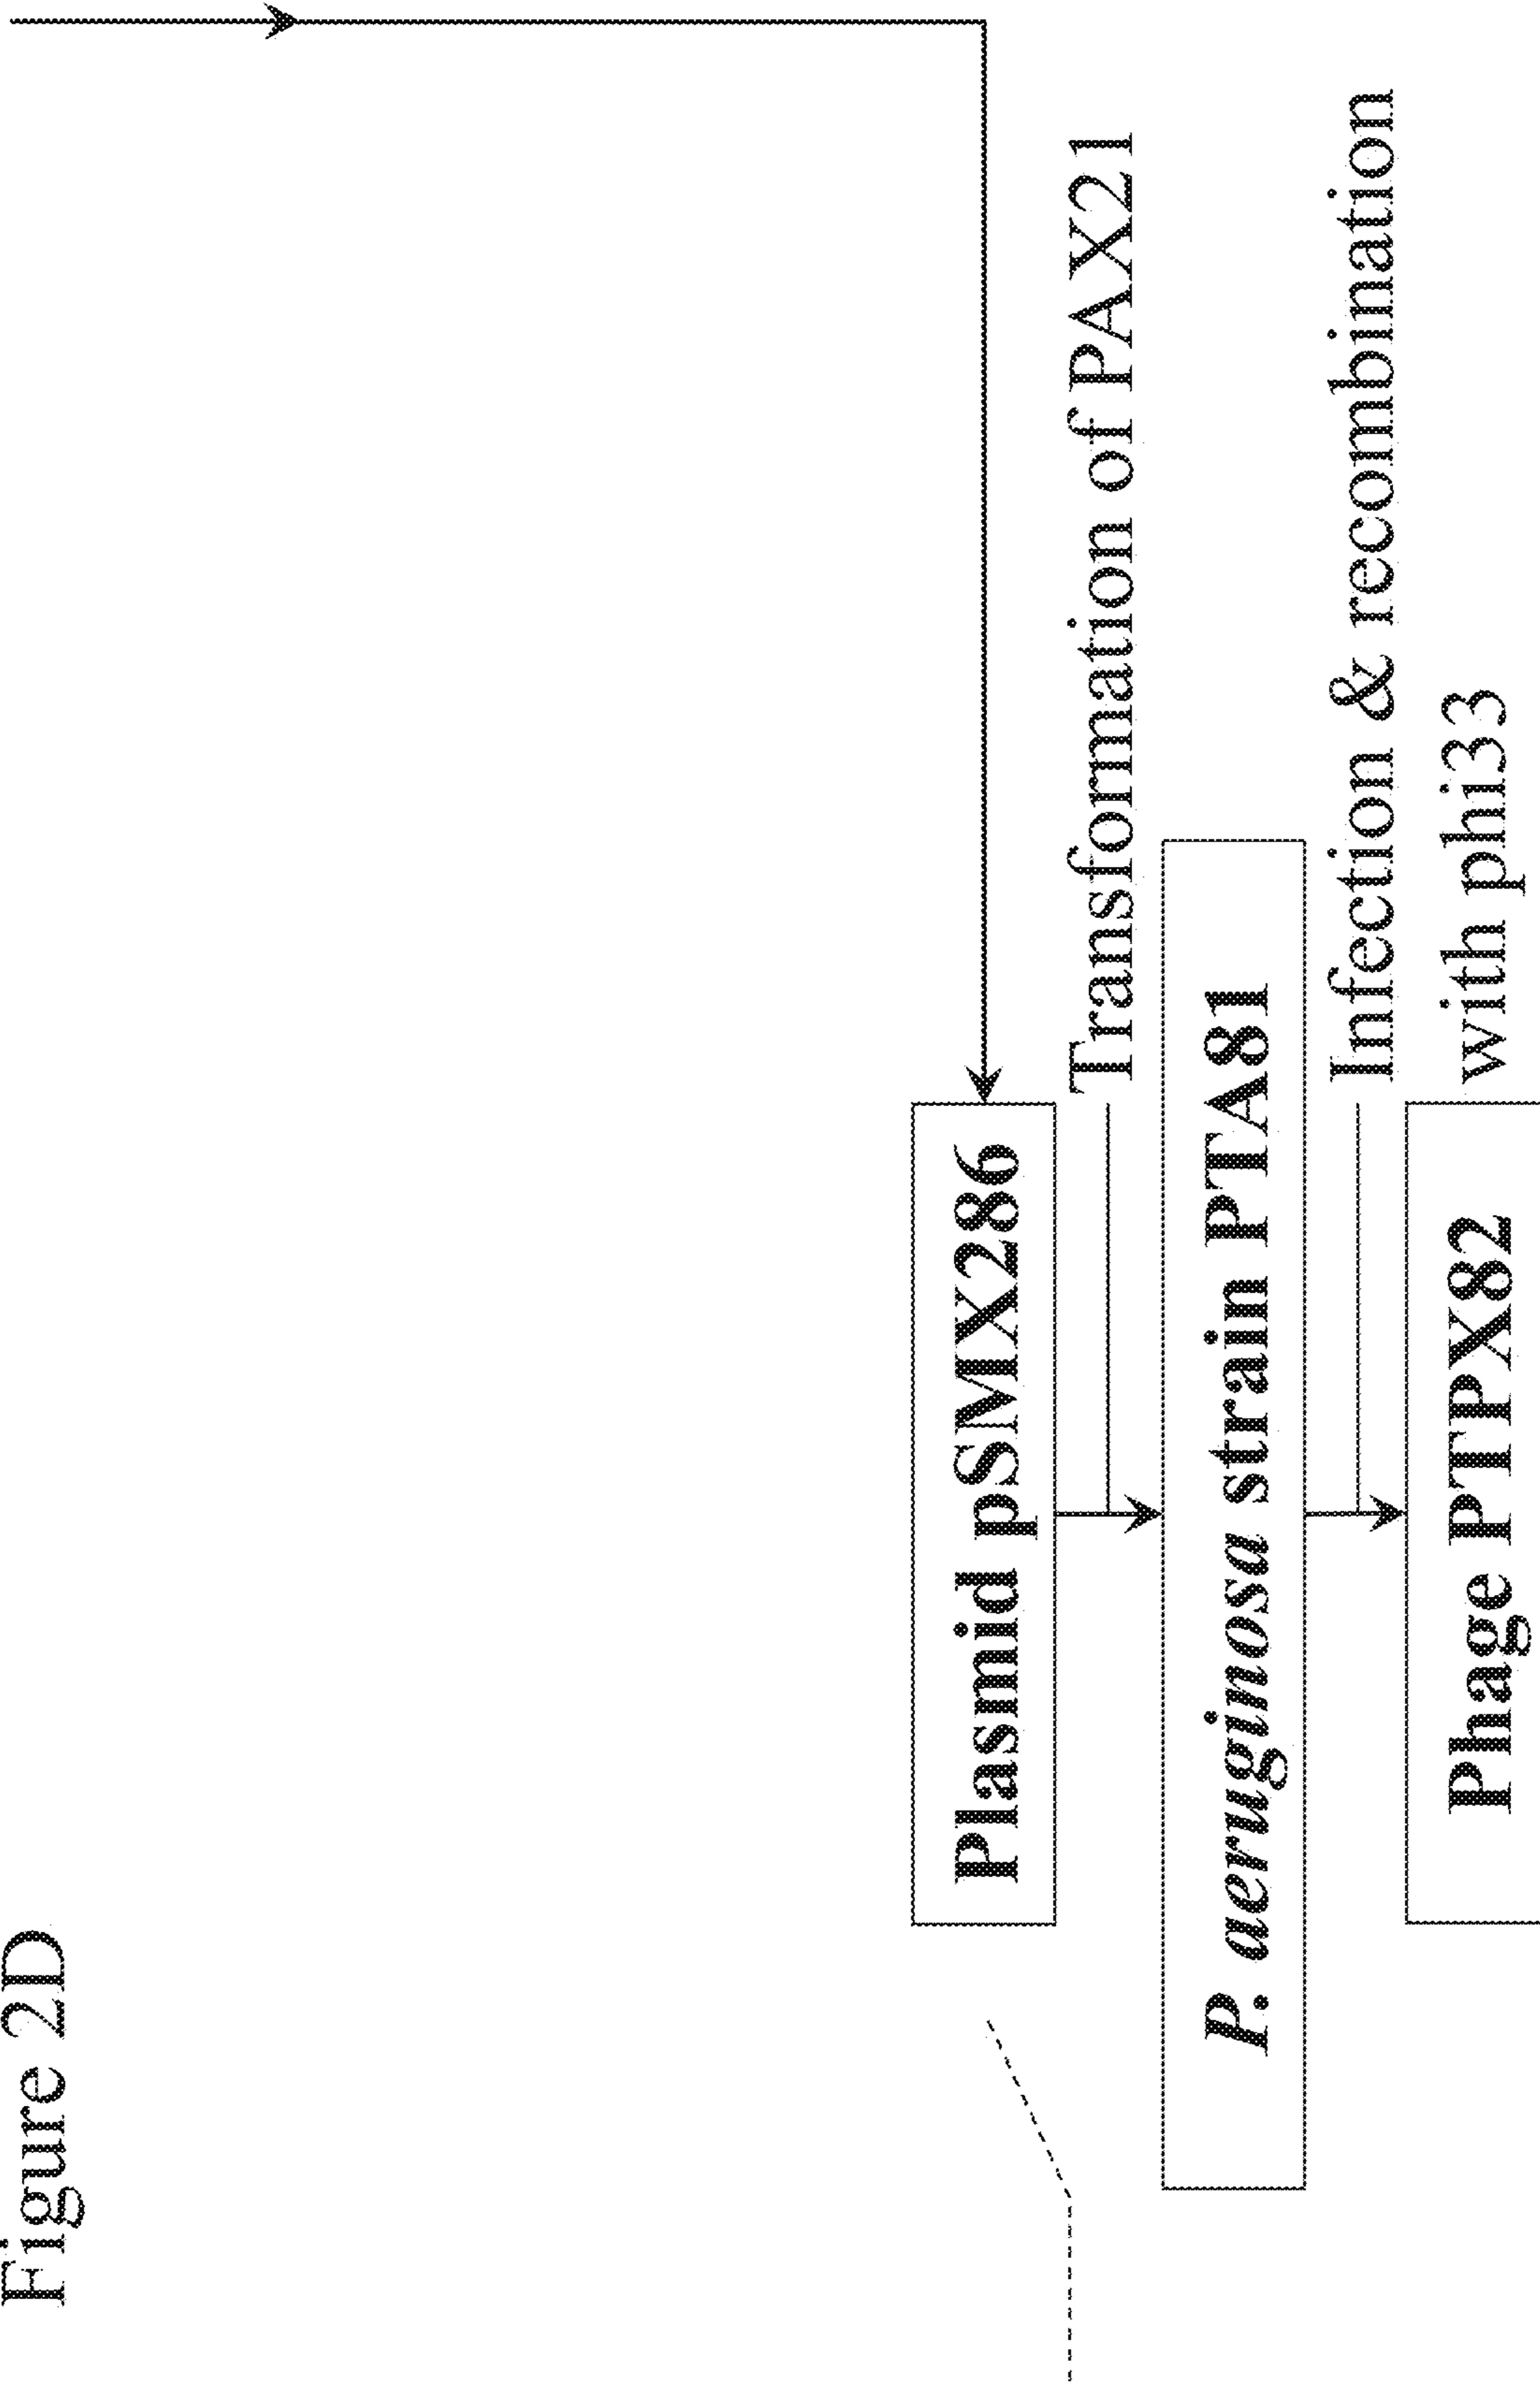 Figure 2D
Plasmid pSMX286
Transformation of PAX21
P. aeruginosa strain PTA81
Infection & recombination
with phi33
Phage PTPX82